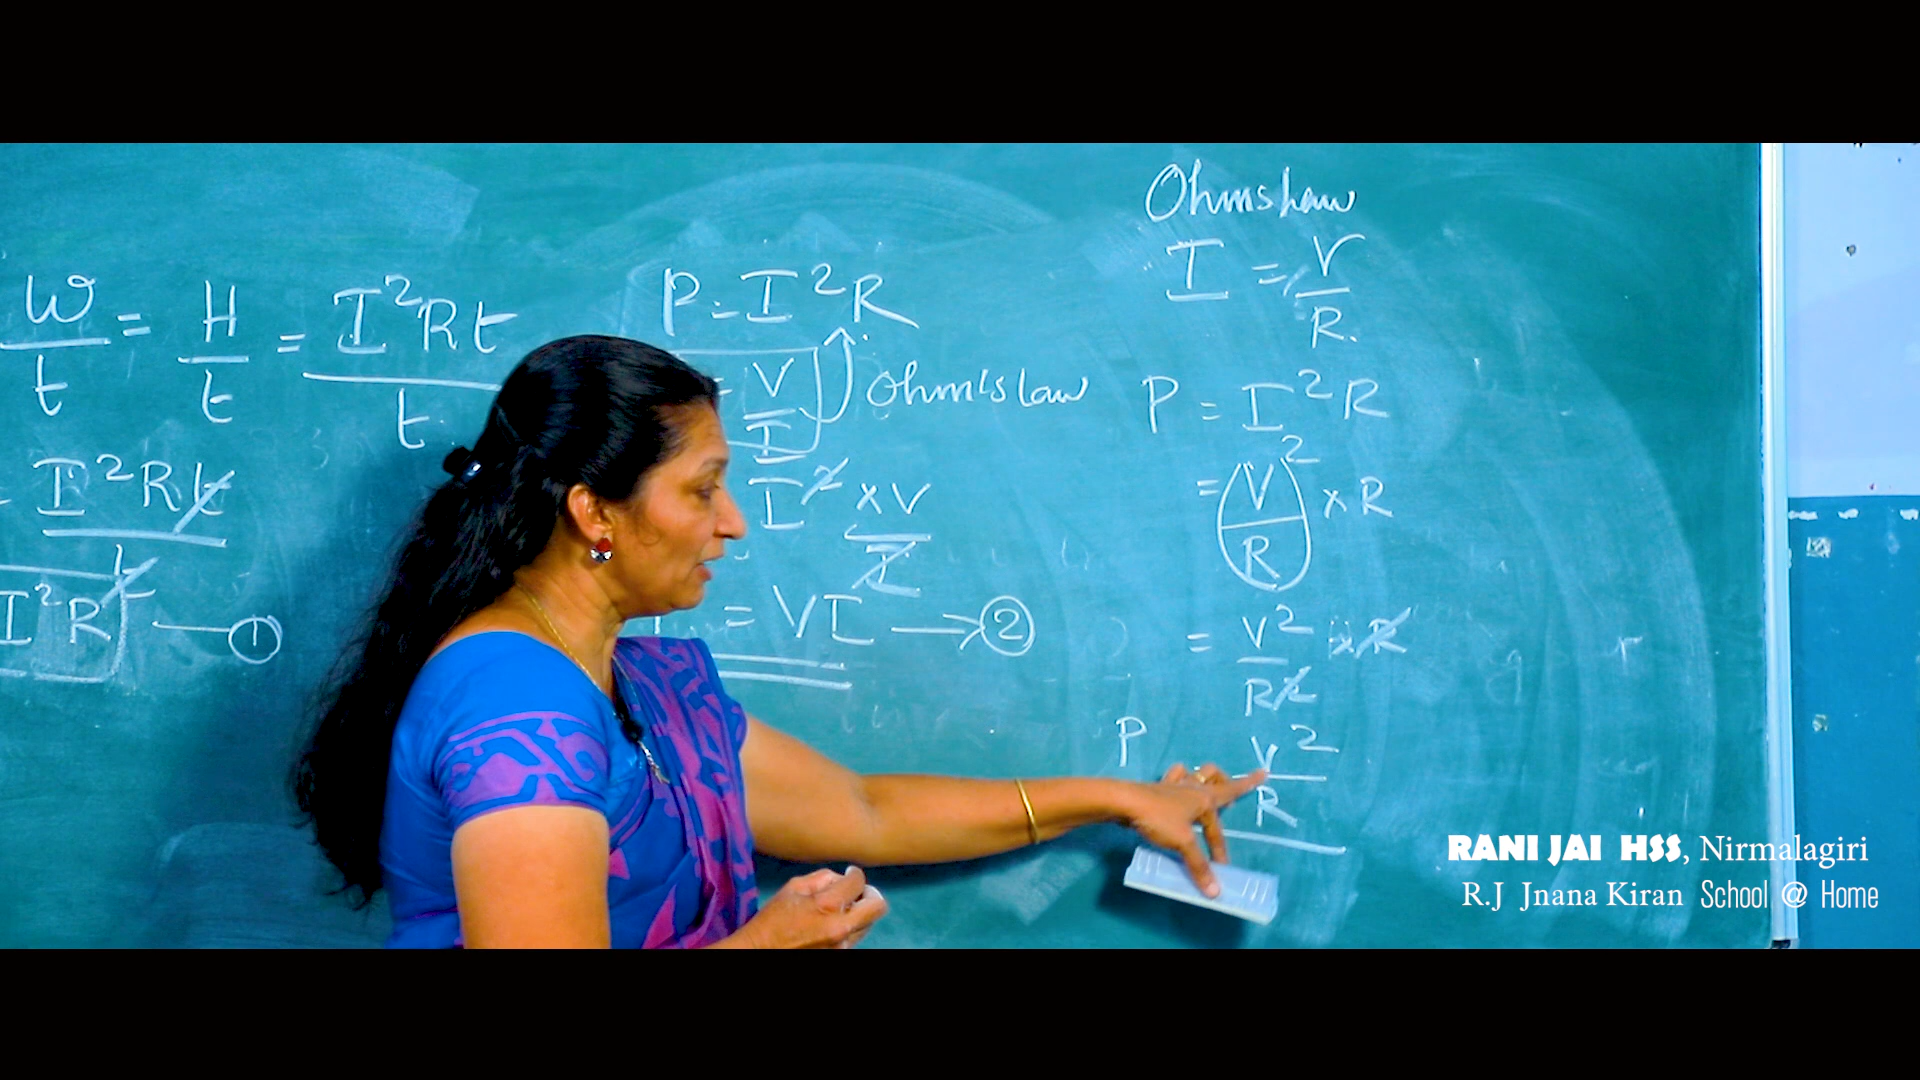 W/t = H/t = I²Rt/t
= I²Rt/t
I²R → ①
P = I²R
= V/I Ohm's law
I² × V/I
= VI → ②
Ohms law
I = V/R.
P = I²R
= (V/R)² × R
= V²/R² × R
P V²/R
RANI JAI HSS, Nirmalagiri
R.J Jnana Kiran School @ Home